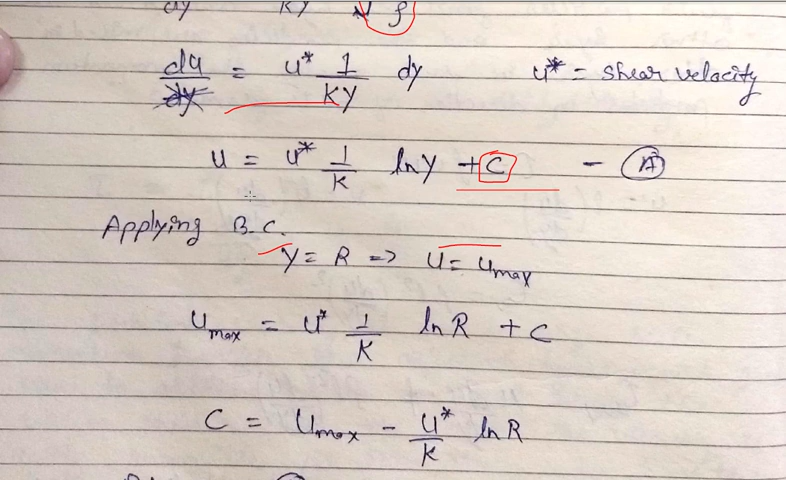 du = u* 1/Ky dy    u* = shear velocity
u = u* 1/K ln y + C    - (A)
Applying B.C.
y = R => u = umax
umax = u* 1/K ln R + C
C = umax - u*/K ln R